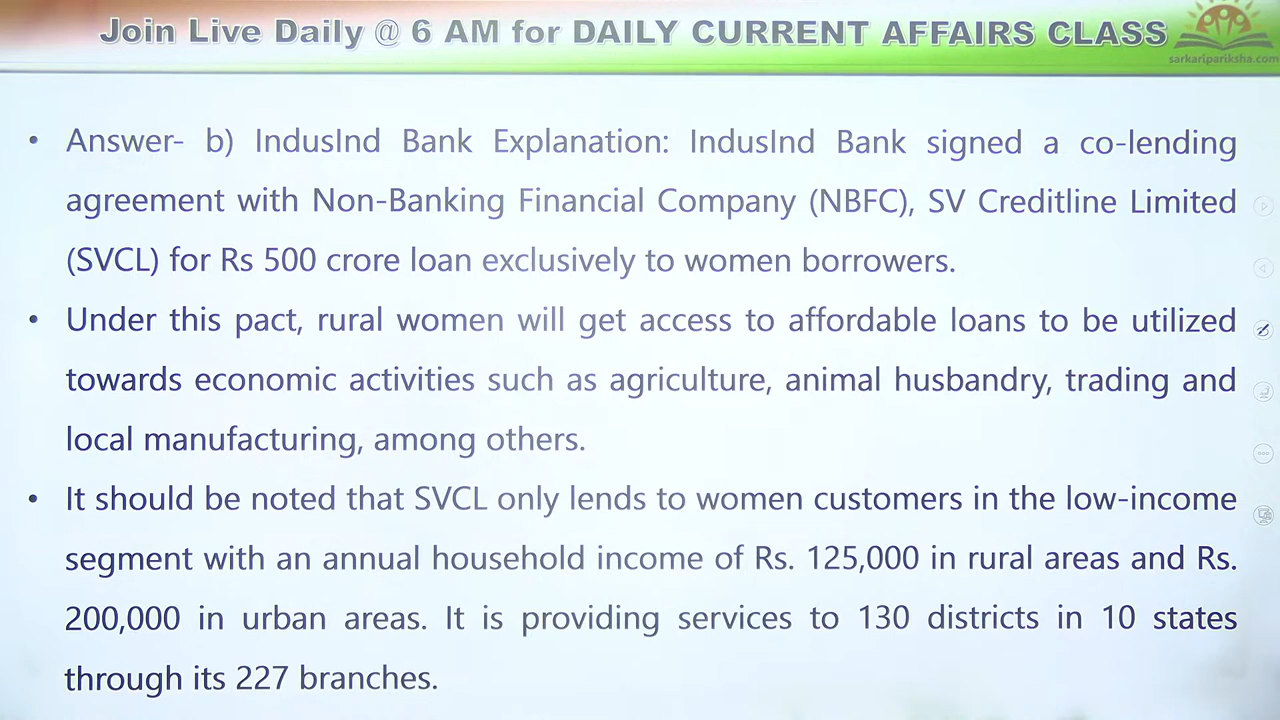 Join Live Daily @ 6 AM for DAILY CURRENT AFFAIRS CLASS
sarkaripariksha.com
• Answer- b) IndusInd Bank Explanation: IndusInd Bank signed a co-lending
agreement with Non-Banking Financial Company (NBFC), SV Creditline Limited
(SVCL) for Rs 500 crore loan exclusively to women borrowers.
• Under this pact, rural women will get access to affordable loans to be utilized
towards economic activities such as agriculture, animal husbandry, trading and
local manufacturing, among others.
• It should be noted that SVCL only lends to women customers in the low-income
segment with an annual household income of Rs. 125,000 in rural areas and Rs.
200,000 in urban areas. It is providing services to 130 districts in 10 states
through its 227 branches.